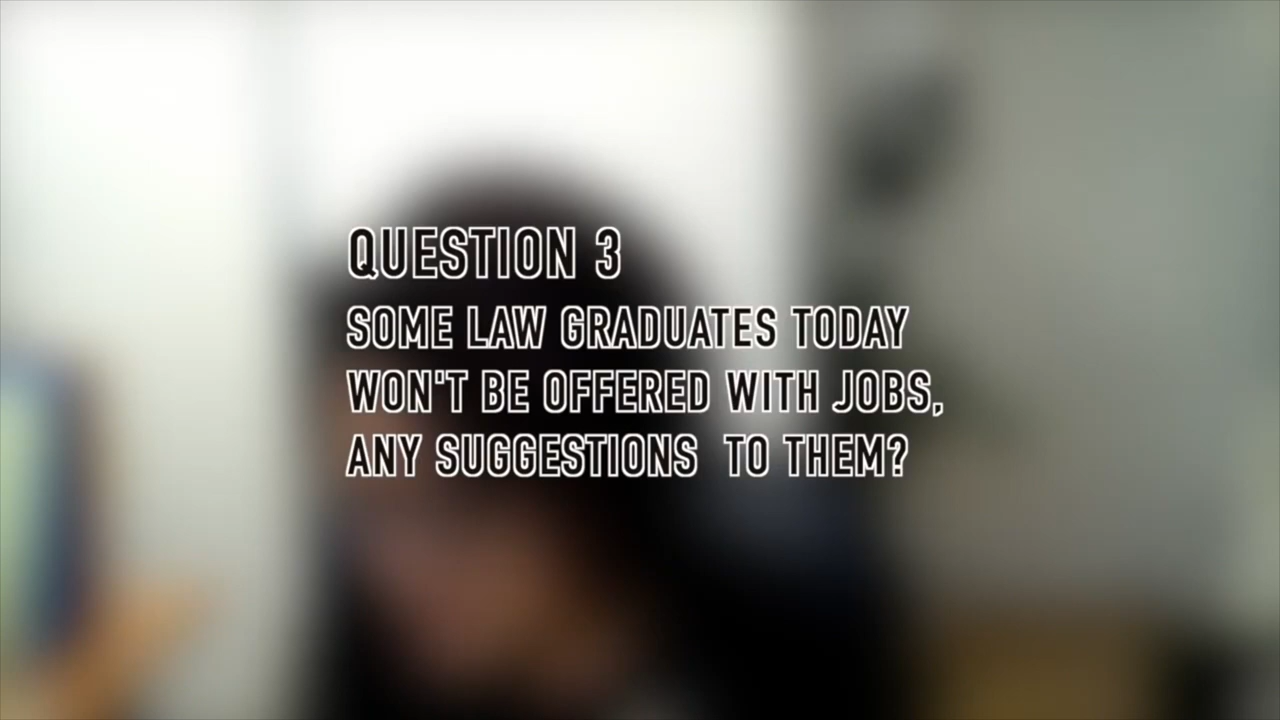 QUESTION 3
SOME LAW GRADUATES TODAY
WON'T BE OFFERED WITH JOBS,
ANY SUGGESTIONS TO THEM?